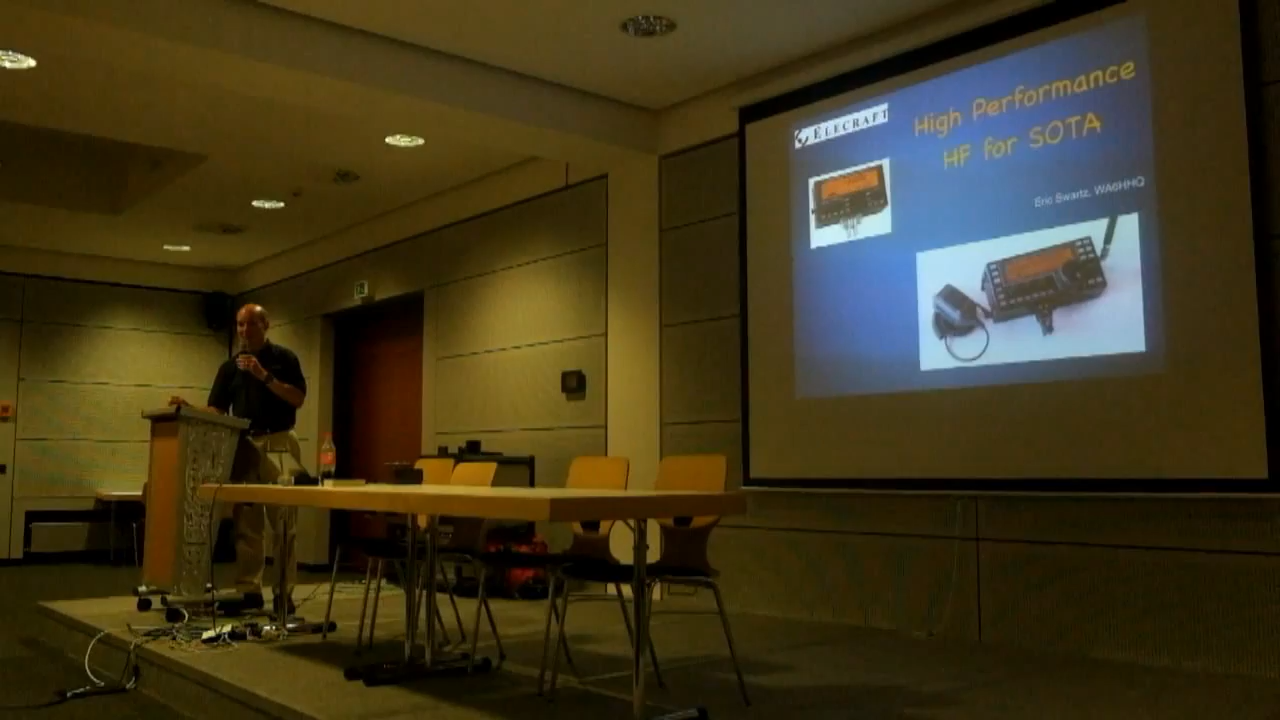 ELECRAFT
High Performance
HF for SOTA
Eric Swartz, WA6HHQ